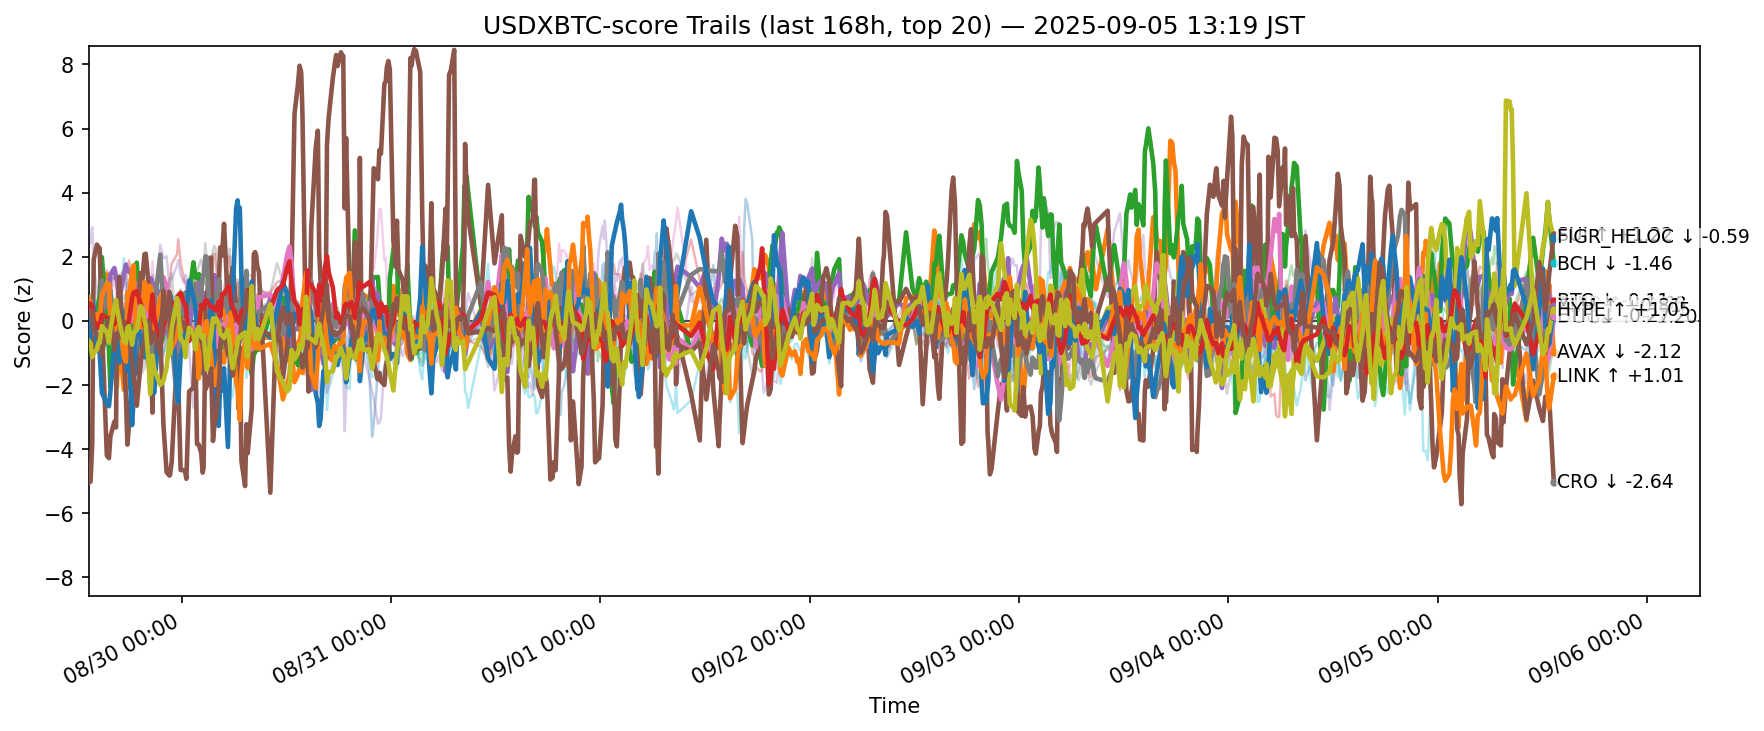 USDXBTC-score Trails (last 168h, top 20) — 2025-09-05 13:19 JST
Score (z)
8
6
4
2
0
−2
−4
−6
−8
FIGR_HELOC ↓ -0.59
BCH ↓ -1.46
HYPE ↑ +1.05
AVAX ↓ -2.12
LINK ↑ +1.01
CRO ↓ -2.64
08/30 00:00
08/31 00:00
09/01 00:00
09/02 00:00
09/03 00:00
09/04 00:00
09/05 00:00
09/06 00:00
Time